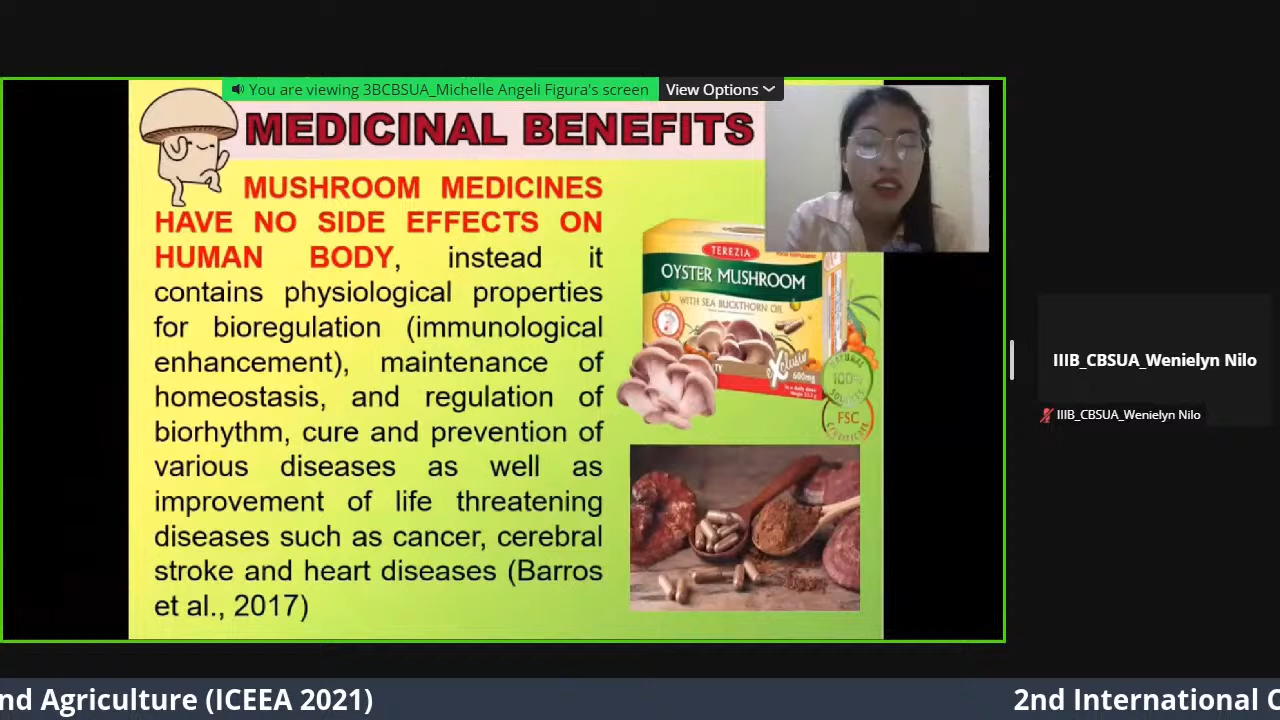 You are viewing 3BCBSUA_Michelle Angeli Figura's screen
View Options
MEDICINAL BENEFITS
MUSHROOM MEDICINES
HAVE NO SIDE EFFECTS ON
HUMAN BODY, instead it
contains physiological properties
for bioregulation (immunological
enhancement), maintenance of
homeostasis, and regulation of
biorhythm, cure and prevention of
various diseases as well as
improvement of life threatening
diseases such as cancer, cerebral
stroke and heart diseases (Barros
et al., 2017)
TEREZIA
OYSTER MUSHROOM
WITH SEA BUCKTHORN OIL
600mg
100%
FSC
IIIB_CBSUA_Wenielyn Nilo
IIIB_CBSUA_Wenielyn Nilo
nd Agriculture (ICEEA 2021)
2nd International C